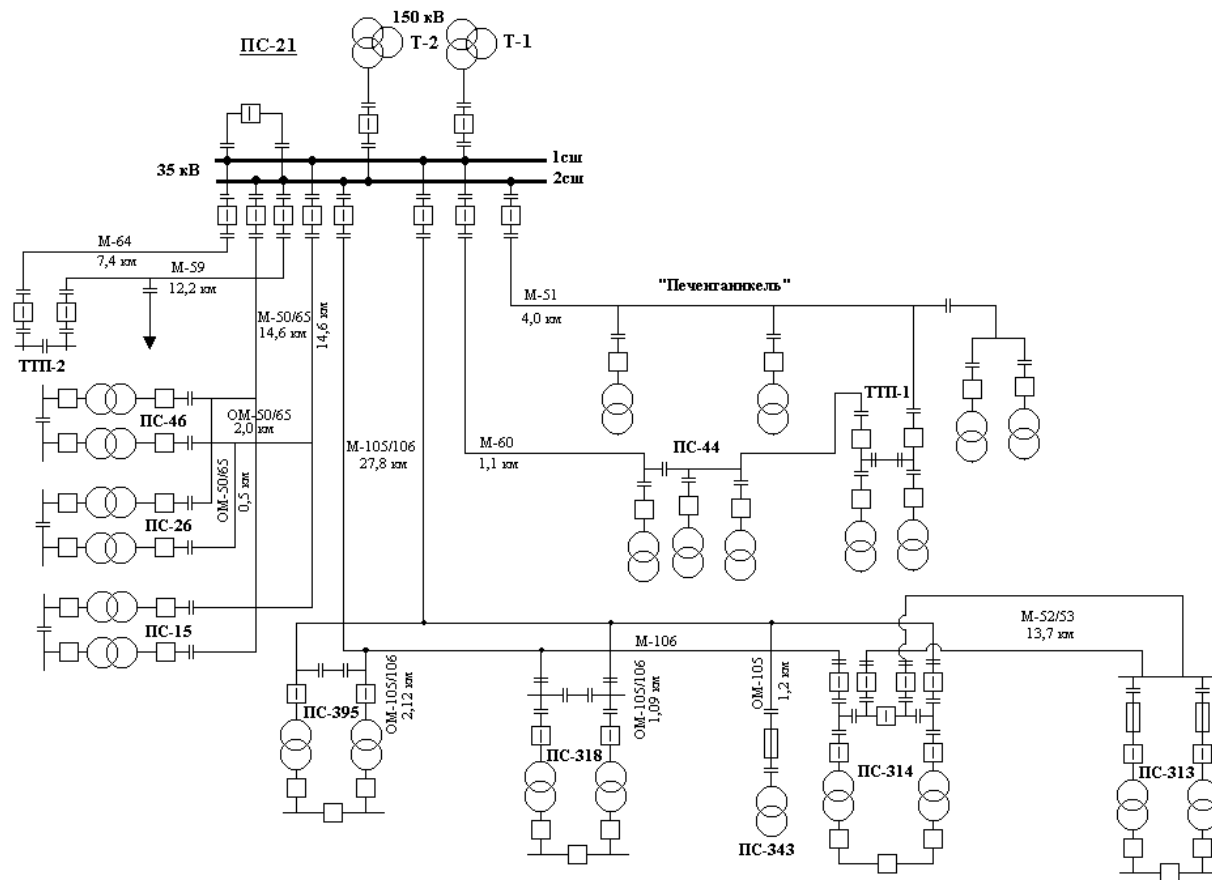 150 кВ
ПС-21
Т-2
Т-1
1сш
35 кВ
2сш
М-64
7,4 км
М-59
12,2 км
"Печенганикель"
М-51
4,0 км
М-50/65
14,6 км
14,6 км
ТТП-2
ТТП-1
ПС-46
ОМ-50/65
2,0 км
М-105/106
27,8 км
М-60
1,1 км
ПС-44
ОМ-50/65
0,5 км
ПС-26
ПС-15
М-106
М-52/53
13,7 км
ОМ-105/106
2,12 км
ОМ-105/106
1,09 км
ОМ-105
1,2 км
ПС-395
ПС-318
ПС-314
ПС-313
ПС-343